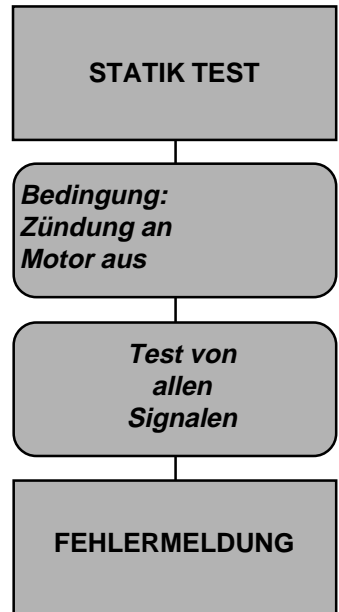 STATIK TEST
Bedingung:
Zündung an
Motor aus
Test von
allen
Signalen
FEHLERMELDUNG